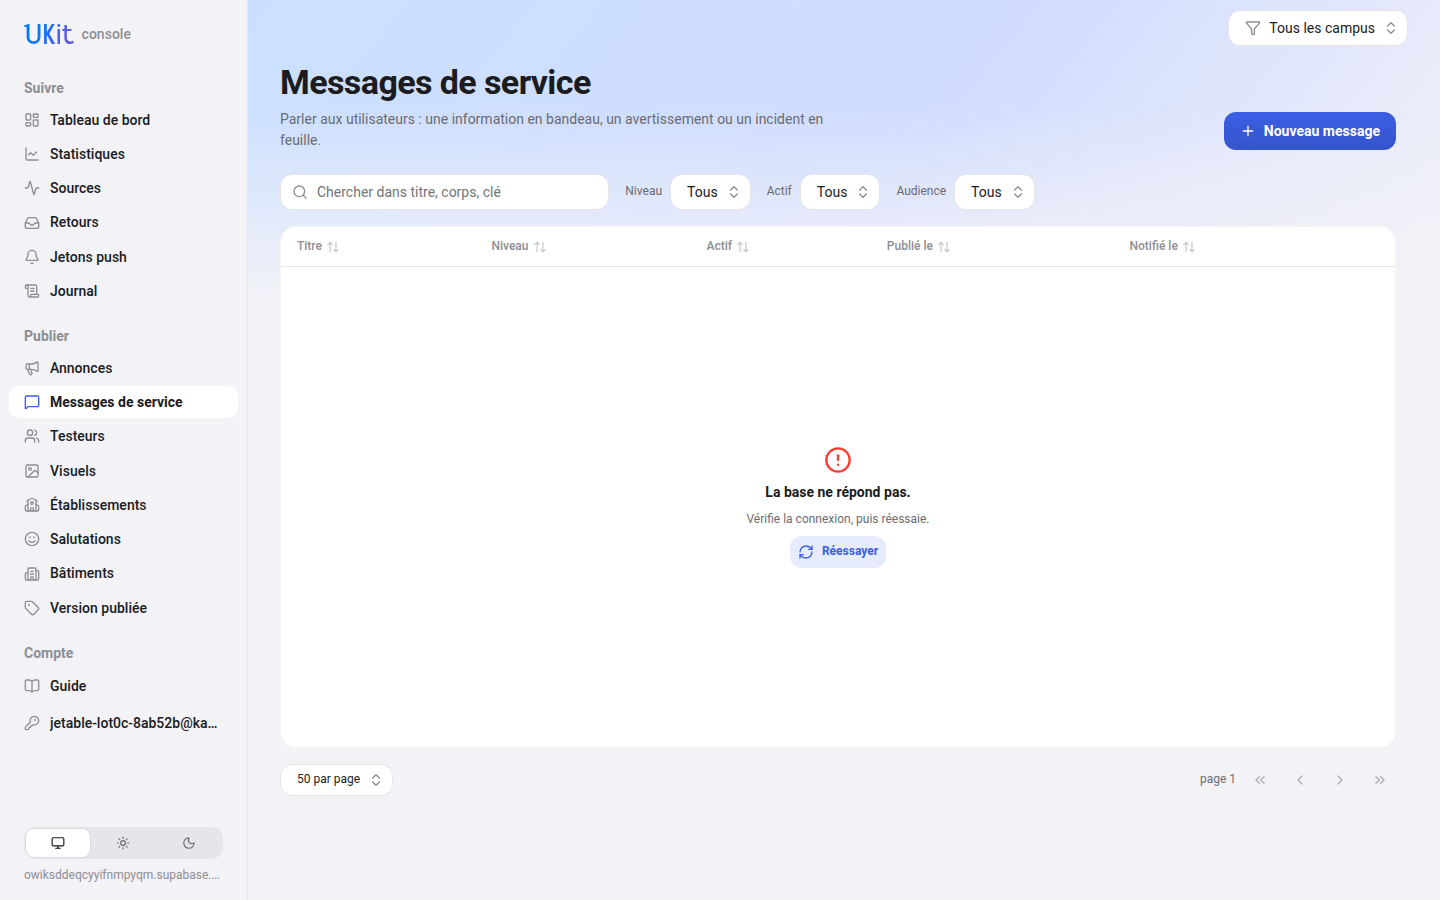 UKit console
Tous les campus
Suivre
Tableau de bord
Statistiques
Sources
Retours
Jetons push
Journal
Publier
Annonces
Messages de service
Testeurs
Visuels
Établissements
Salutations
Bâtiments
Version publiée
Compte
Guide
jetable-lot0c-8ab52b@ka...
owiksddeqcyyifnmpyqm.supabase....
Messages de service
Parler aux utilisateurs : une information en bandeau, un avertissement ou un incident en
feuille.
Nouveau message
Chercher dans titre, corps, clé
Niveau Tous
Actif Tous
Audience Tous
Titre Niveau Actif Publié le Notifié le
La base ne répond pas.
Vérifie la connexion, puis réessaie.
Réessayer
50 par page
page 1